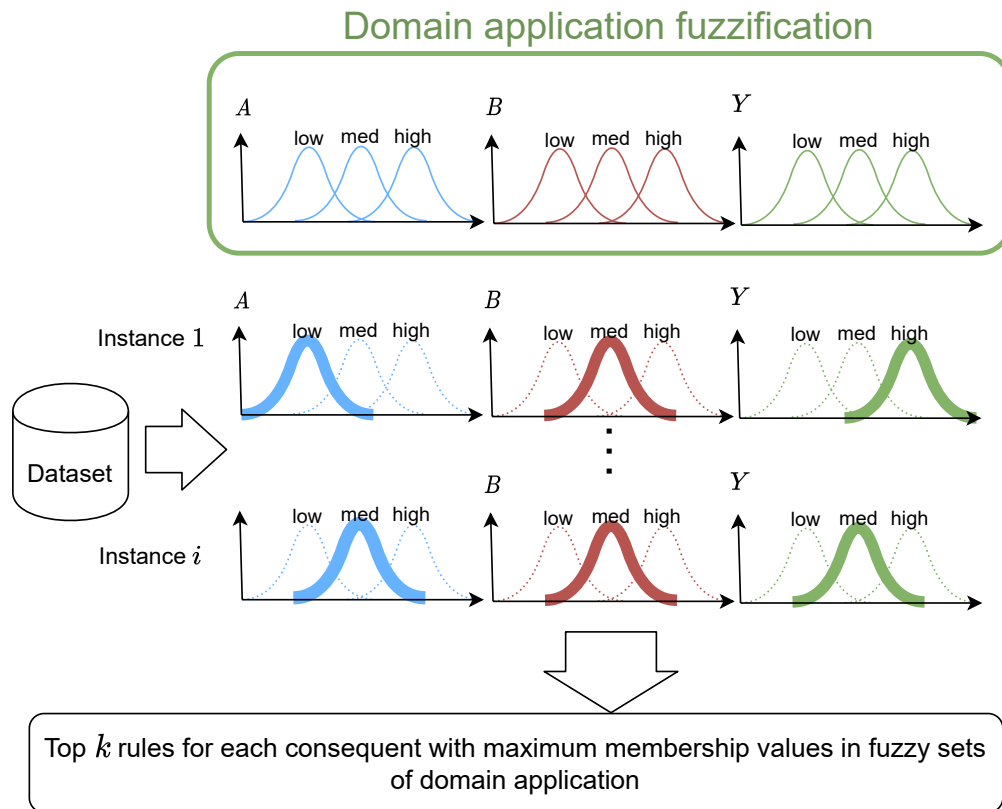 Domain application fuzzification
A
low med high
B
low med high
Y
low med high
Instance 1
A
low med high
B
low med high
Y
low med high
Dataset
Instance i
low med high
B
low med high
Y
low med high
Top k rules for each consequent with maximum membership values in fuzzy sets
of domain application